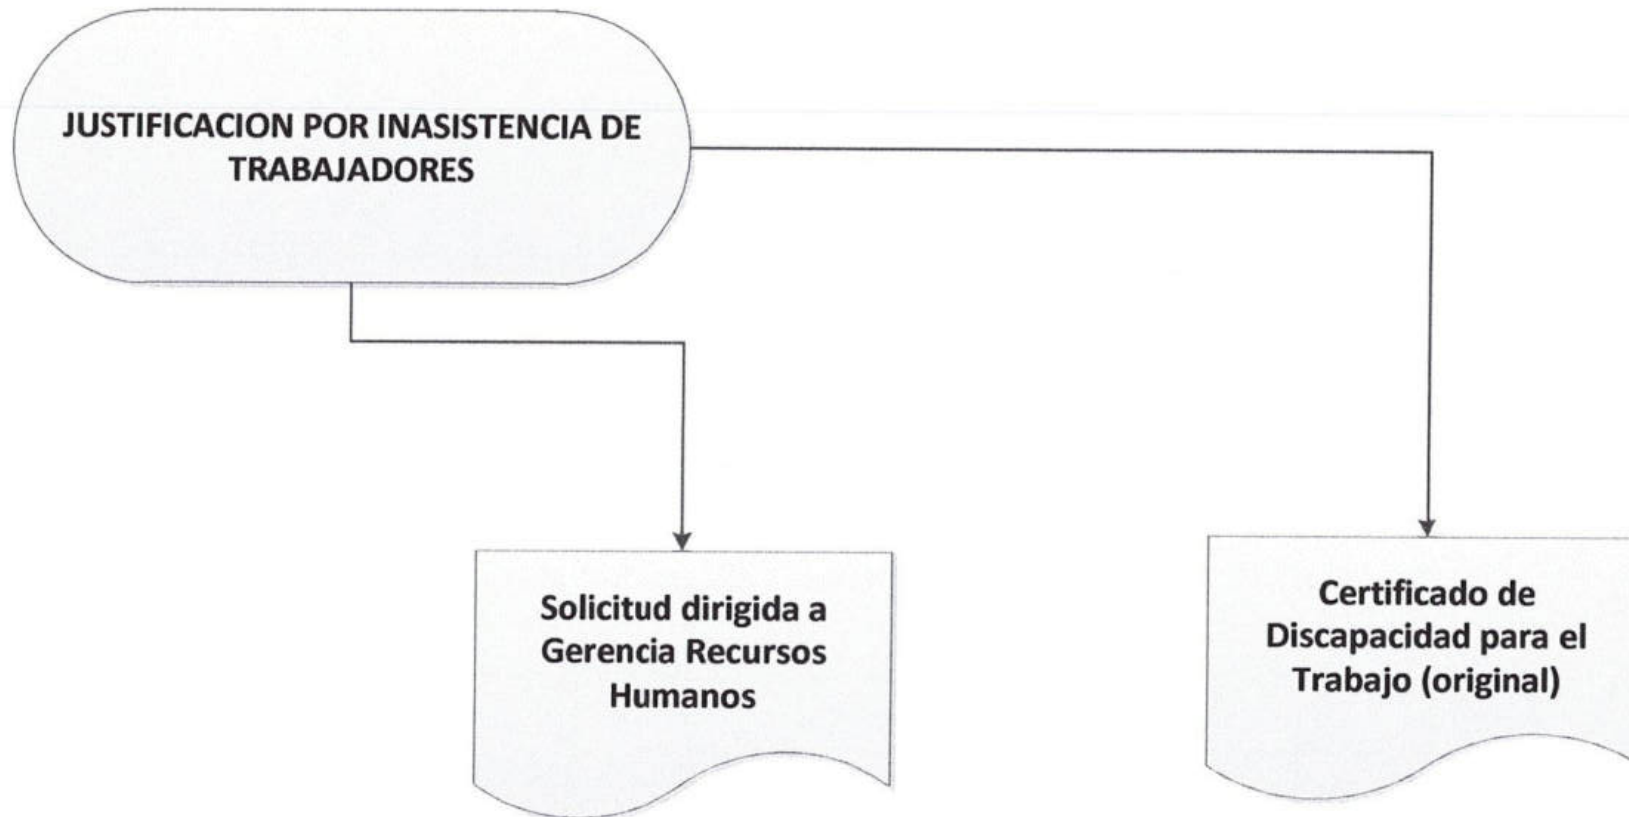 JUSTIFICACION POR INASISTENCIA DE
TRABAJADORES
Solicitud dirigida a
Gerencia Recursos
Humanos
Certificado de
Discapacidad para el
Trabajo (original)